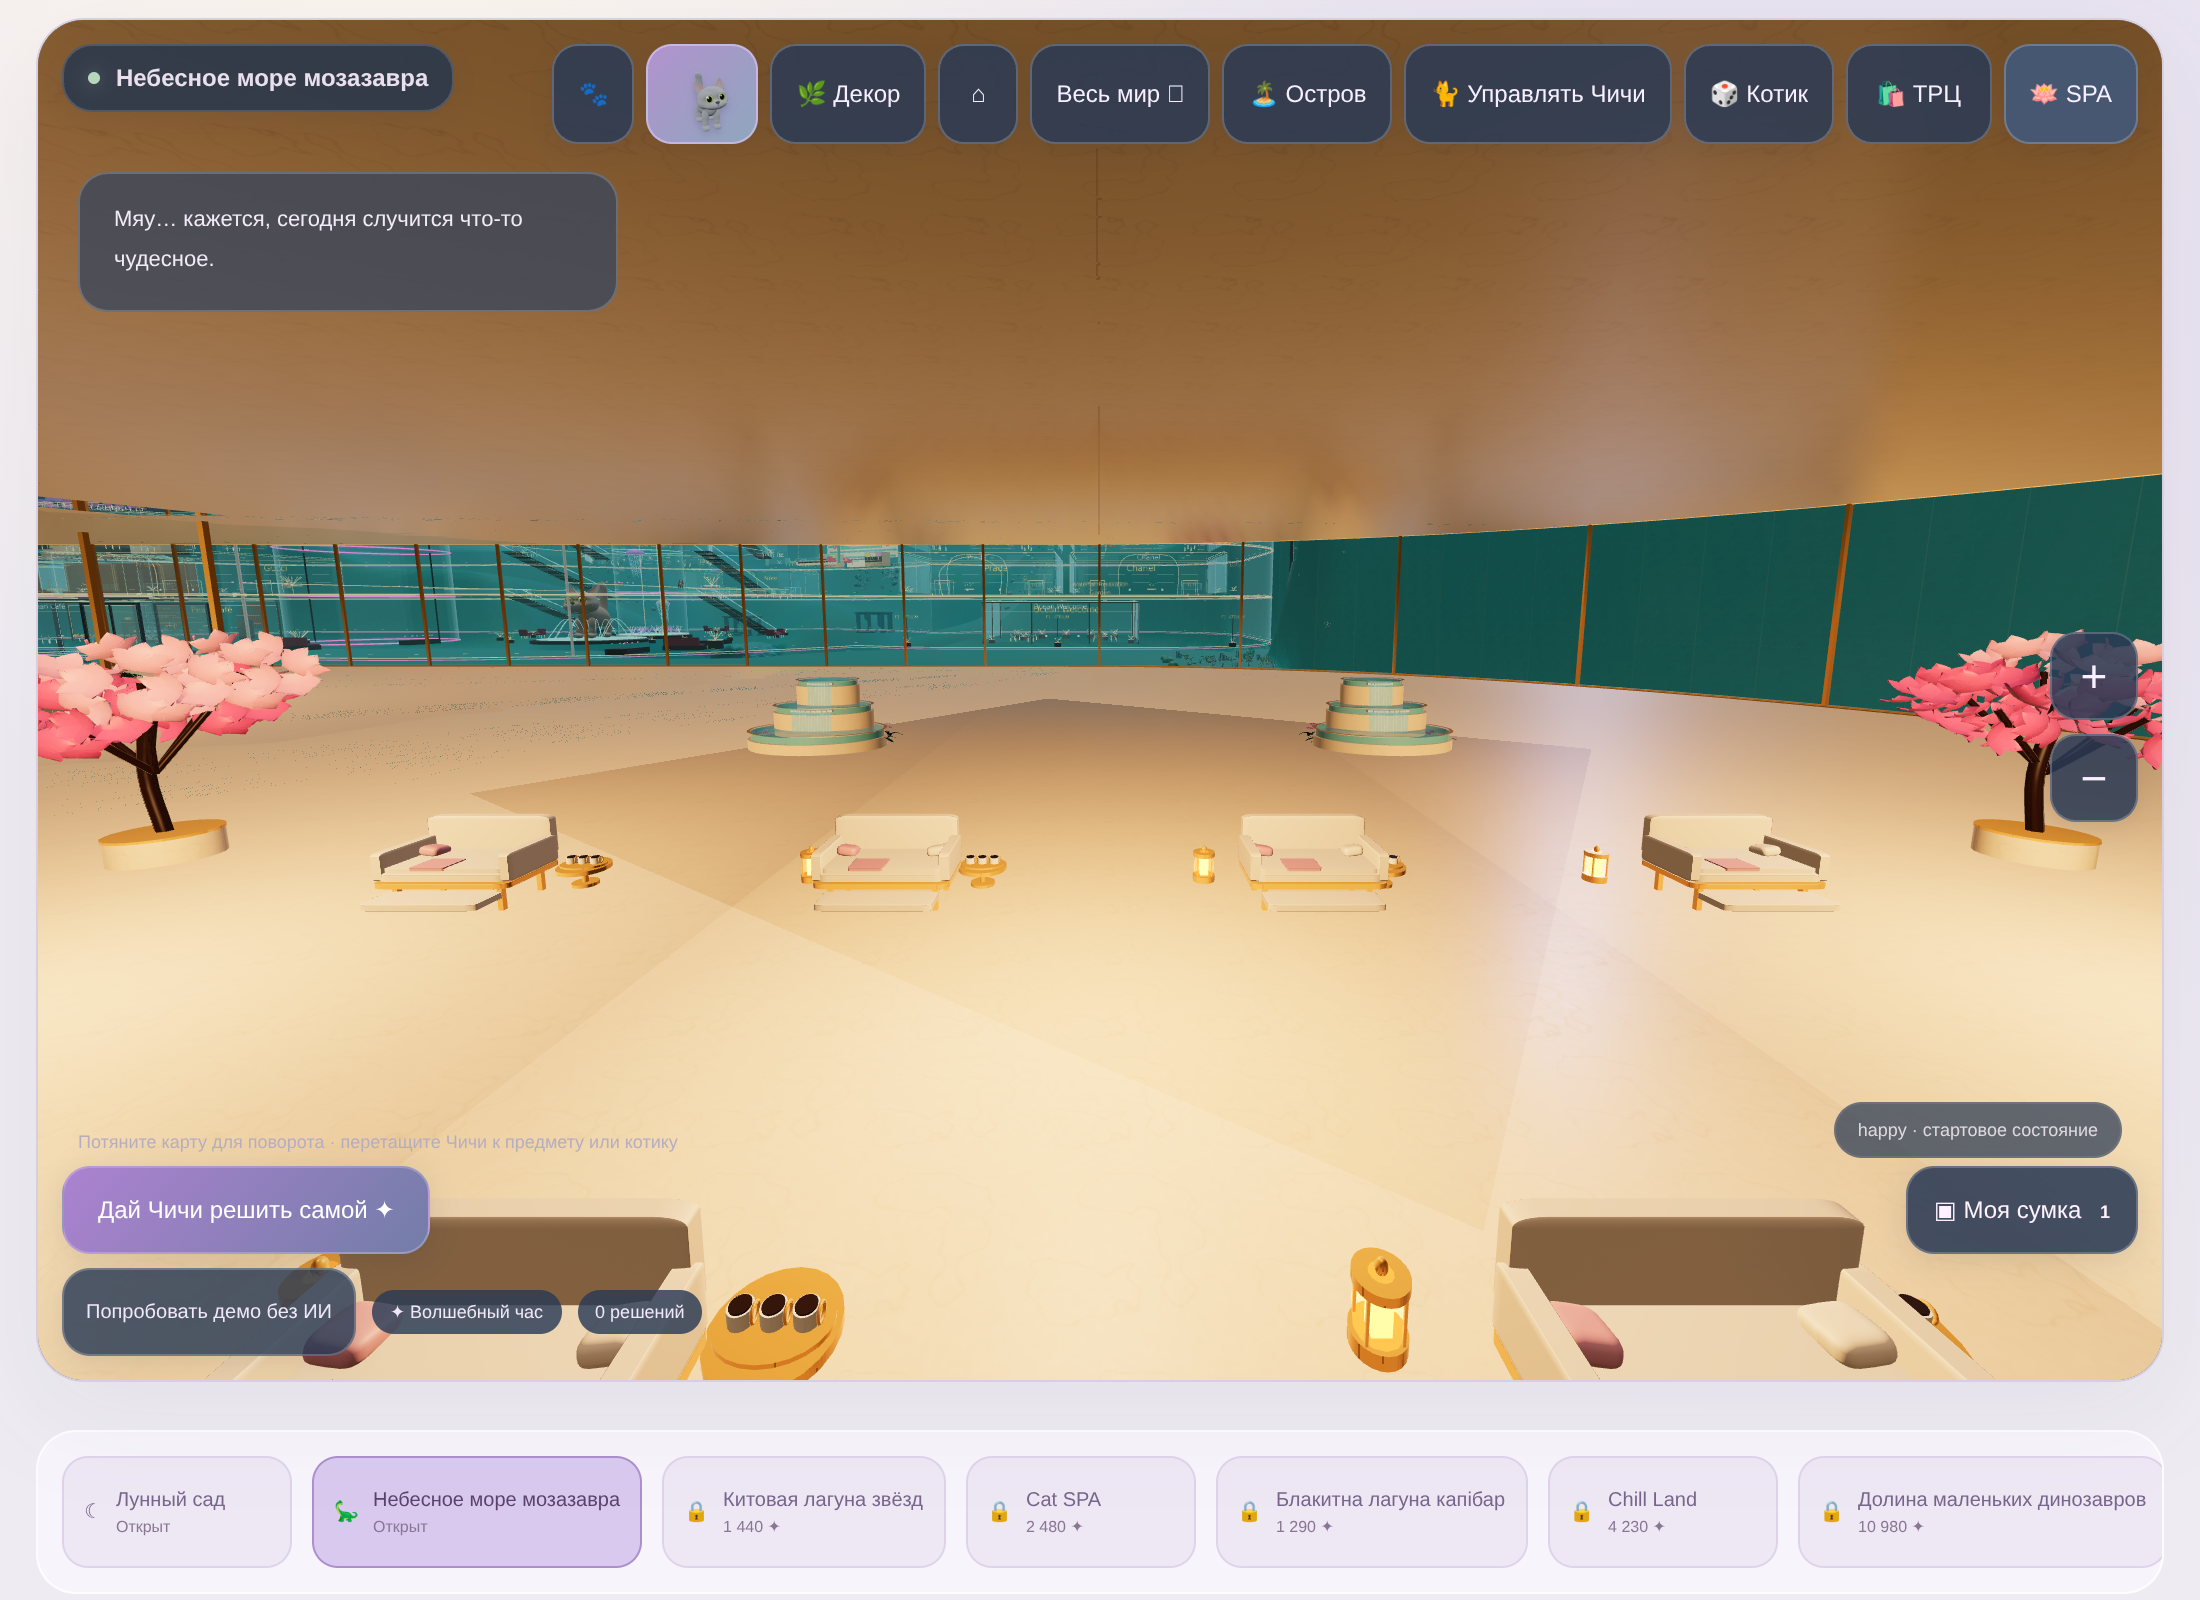 Небесное море мозазавра
Декор
Весь мир
Остров
Управлять Чичи
Котик
ТРЦ
SPA
Мяу… кажется, сегодня случится что-то
чудесное.
Prada
Chanel
+
−
Потяните карту для поворота · перетащите Чичи к предмету или котику
happy · стартовое состояние
Дай Чичи решить самой ✦
Моя сумка 1
Попробовать демо без ИИ
✦ Волшебный час
0 решений
Лунный сад
Открыт
Небесное море мозазавра
Открыт
Китовая лагуна звёзд
1 440 ✦
Cat SPA
2 480 ✦
Блакитна лагуна капібар
1 290 ✦
Chill Land
4 230 ✦
Долина маленьких динозавров
10 980 ✦